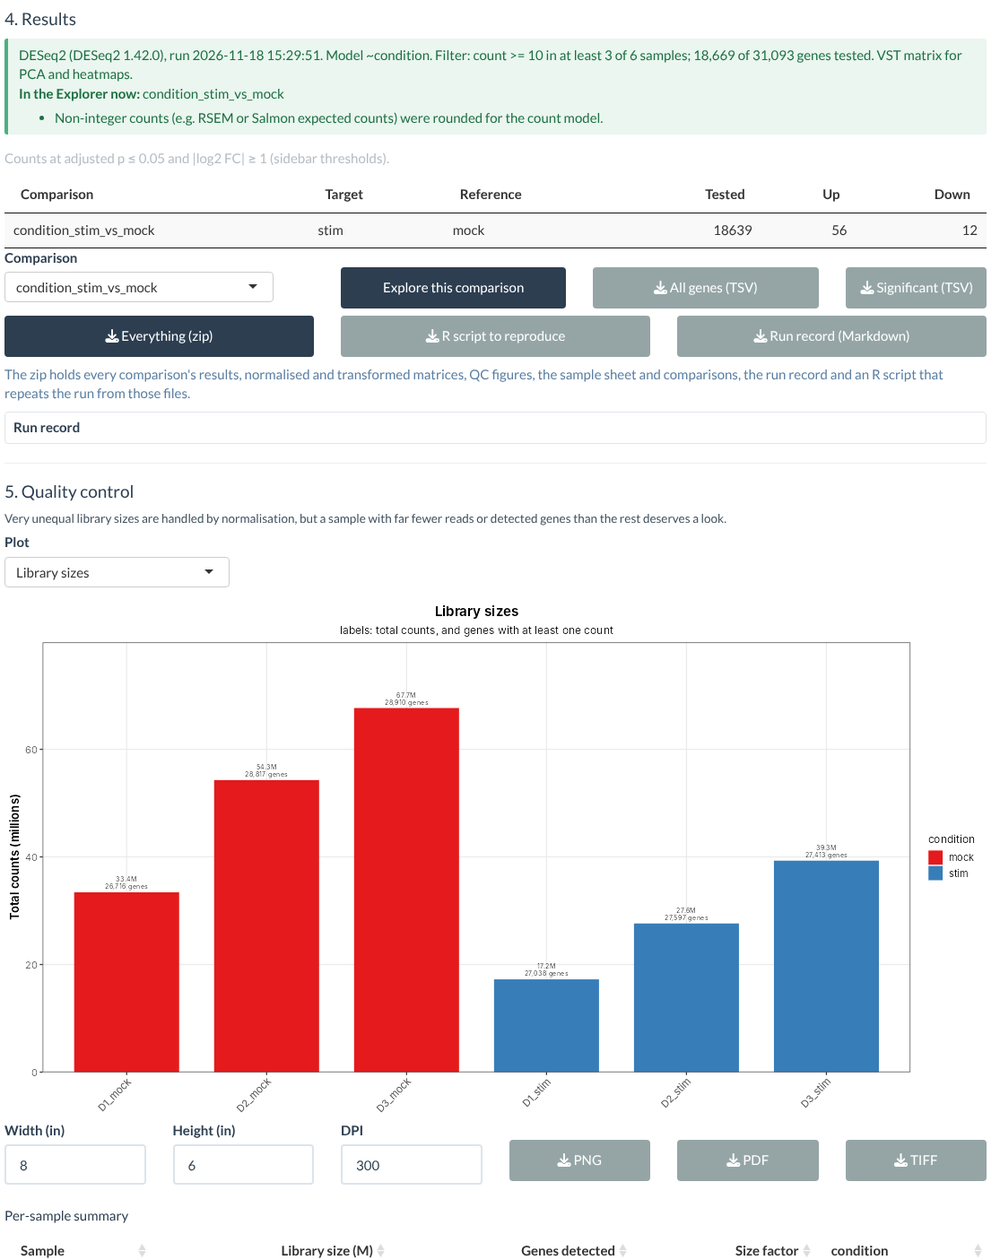 4. Results
DESeq2 (DESeq2 1.42.0), run 2026-11-18 15:29:51. Model ~condition. Filter: count >= 10 in at least 3 of 6 samples; 18,669 of 31,093 genes tested. VST matrix for
PCA and heatmaps.
In the Explorer now: condition_stim_vs_mock
• Non-integer counts (e.g. RSEM or Salmon expected counts) were rounded for the count model.
Counts at adjusted p ≤ 0.05 and |log2 FC| ≥ 1 (sidebar thresholds).
Comparison Target Reference Tested Up Down
condition_stim_vs_mock stim mock 18639 56 12
Comparison
condition_stim_vs_mock Explore this comparison All genes (TSV) Significant (TSV)
Everything (zip) R script to reproduce Run record (Markdown)
The zip holds every comparison's results, normalised and transformed matrices, QC figures, the sample sheet and comparisons, the run record and an R script that
repeats the run from those files.
Run record
5. Quality control
Very unequal library sizes are handled by normalisation, but a sample with far fewer reads or detected genes than the rest deserves a look.
Plot
Library sizes
Library sizes
labels: total counts, and genes with at least one count
67.7M
28,910 genes
60
54.3M
28,817 genes
Total counts (millions)
40
39.3M
27,413 genes
33.4M
26,716 genes
27.6M
27,597 genes
20
17.2M
27,038 genes
0
condition
mock
stim
D1_mock D2_mock D3_mock D1_stim D2_stim D3_stim
Width (in) Height (in) DPI
8 6 300 PNG PDF TIFF
Per-sample summary
Sample Library size (M) Genes detected Size factor condition